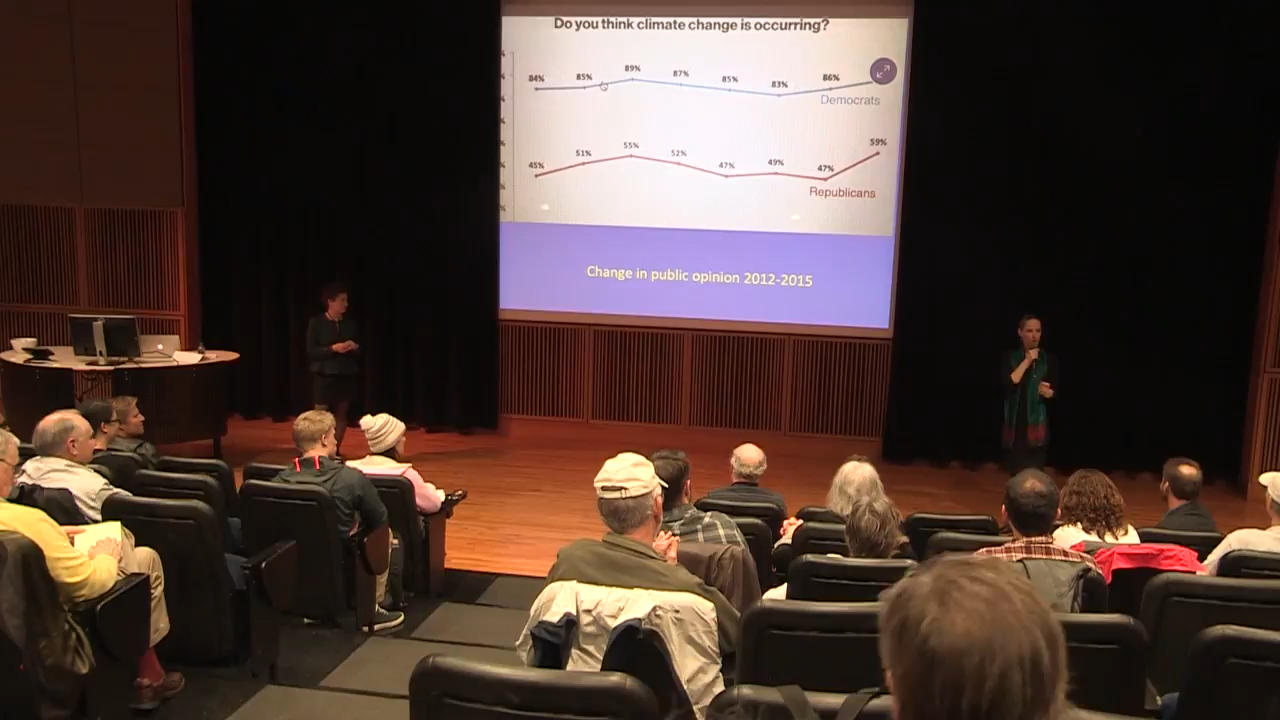 Do you think climate change is occurring?
84% 85% 89% 87% 85% 83% 86%
Democrats
45% 51% 55% 52% 47% 49% 47% 59%
Republicans
Change in public opinion 2012-2015